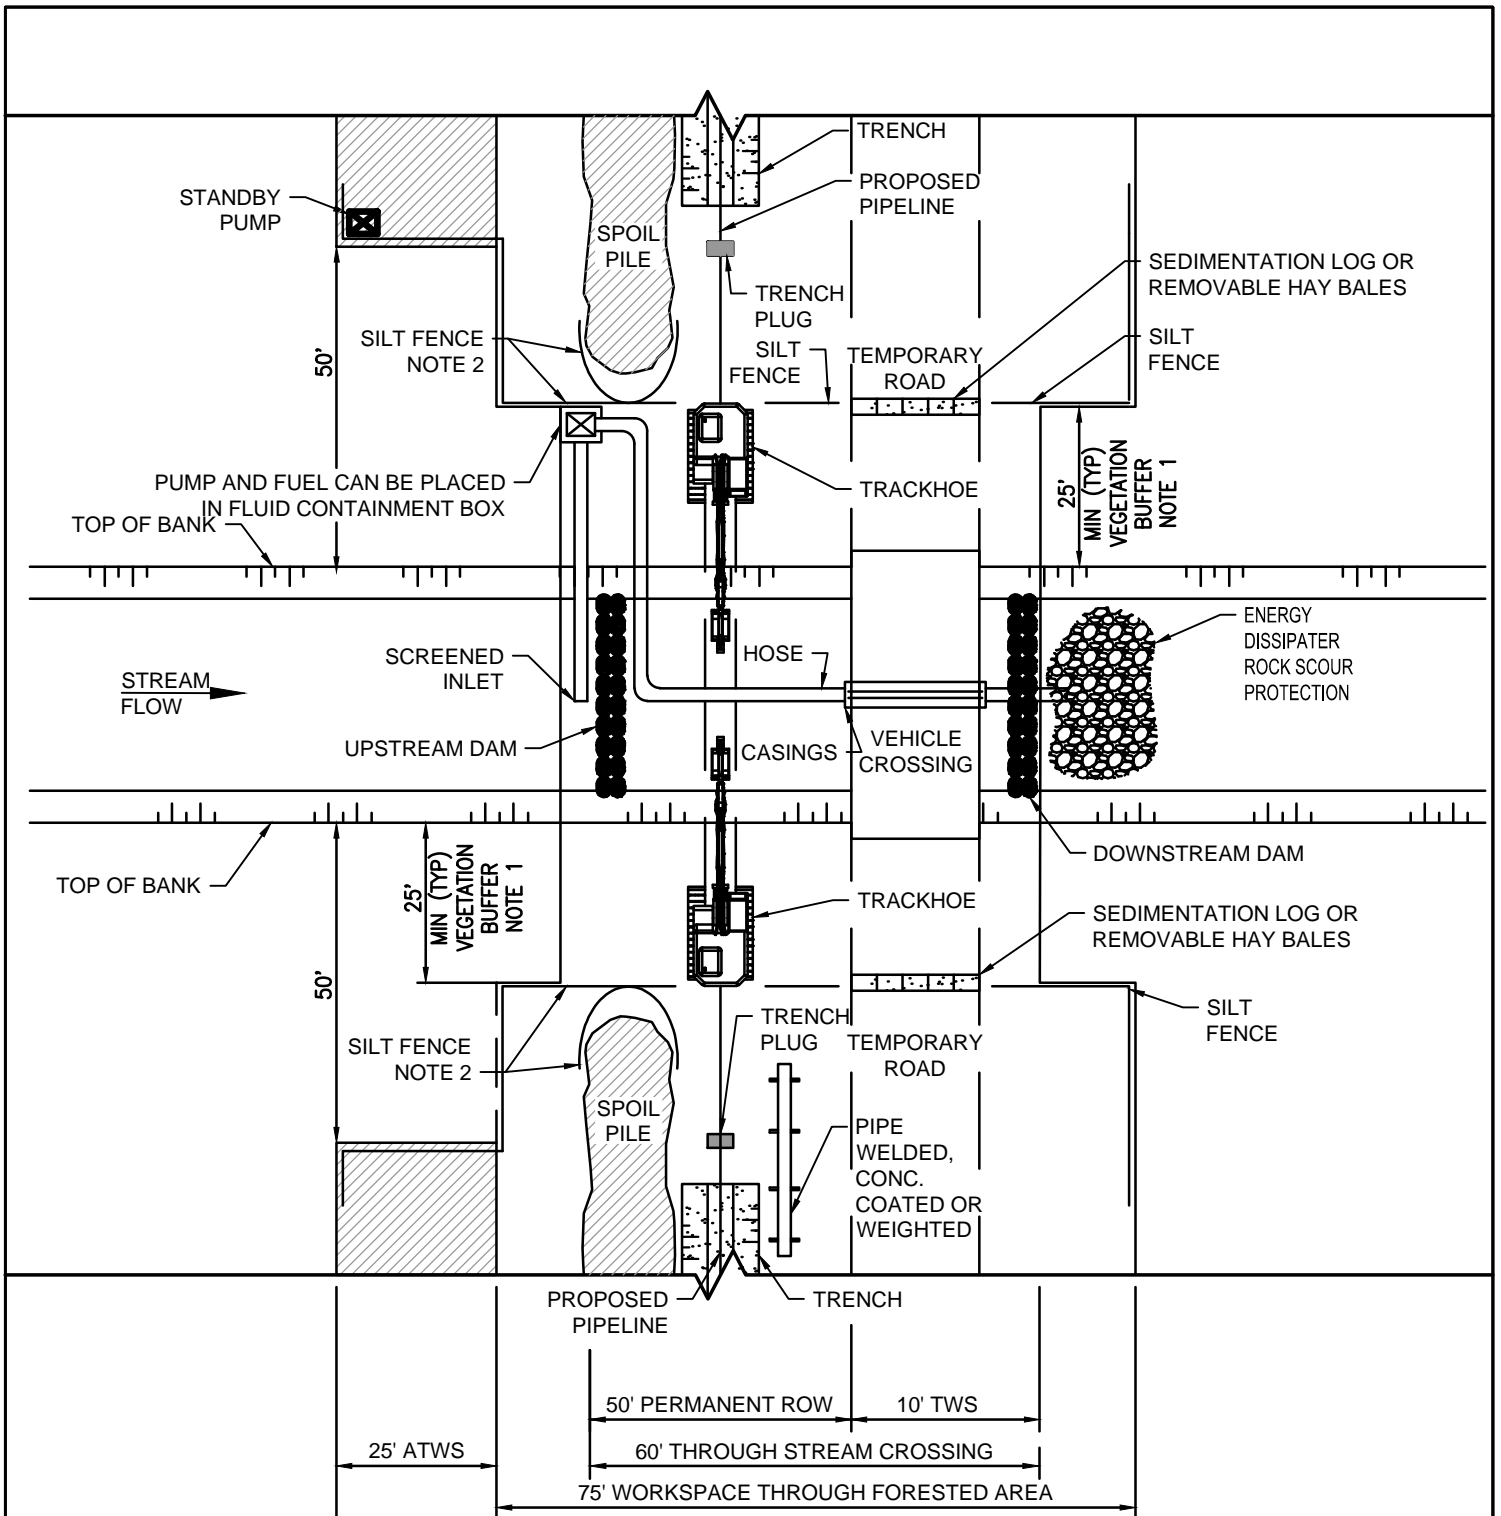 TRENCH
STANDBY
PUMP
PROPOSED
PIPELINE
SPOIL
PILE
SEDIMENTATION LOG OR
REMOVABLE HAY BALES
TRENCH
PLUG
50'
SILT FENCE
NOTE 2
SILT
FENCE
TEMPORARY
ROAD
SILT
FENCE
PUMP AND FUEL CAN BE PLACED
IN FLUID CONTAINMENT BOX
TRACKHOE
25'
MIN (TYP)
VEGETATION
BUFFER
NOTE 1
TOP OF BANK
ENERGY
DISSIPATER
ROCK SCOUR
PROTECTION
SCREENED
INLET
HOSE
STREAM
FLOW
UPSTREAM DAM
CASINGS
VEHICLE
CROSSING
DOWNSTREAM DAM
TOP OF BANK
25'
MIN (TYP)
VEGETATION
BUFFER
NOTE 1
TRACKHOE
SEDIMENTATION LOG OR
REMOVABLE HAY BALES
50'
SILT FENCE
NOTE 2
TRENCH
PLUG
TEMPORARY
ROAD
SILT
FENCE
SPOIL
PILE
PIPE
WELDED,
CONC.
COATED OR
WEIGHTED
PROPOSED
PIPELINE
TRENCH
50' PERMANENT ROW
10' TWS
25' ATWS
60' THROUGH STREAM CROSSING
75' WORKSPACE THROUGH FORESTED AREA